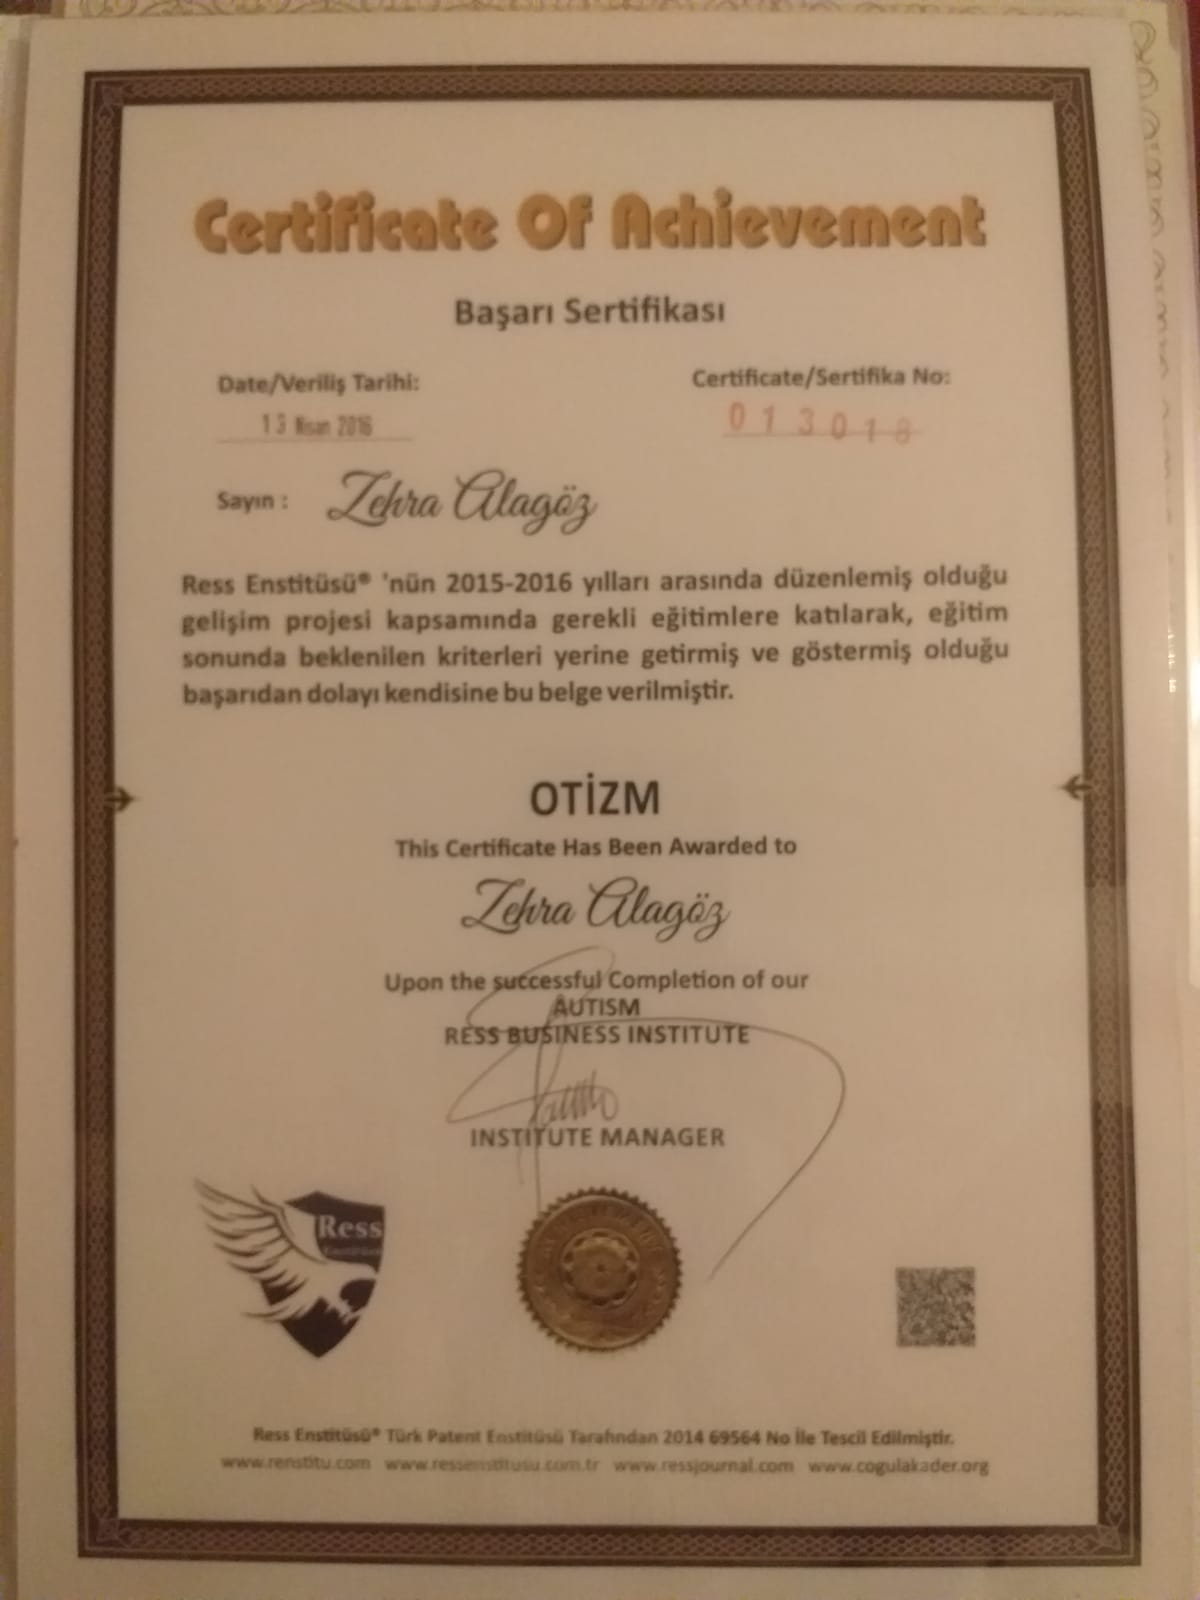 Certificate Of Achievement
Başarı Sertifikası
Date/Veriliş Tarihi:
13 Nisan 2016
Certificate/Sertifika No:
013018
Sayın : Zehra Alagöz
Ress Enstitüsü® 'nün 2015-2016 yılları arasında düzenlemiş olduğu
gelişim projesi kapsamında gerekli eğitimlere katılarak, eğitim
sonunda beklenilen kriterleri yerine getirmiş ve göstermiş olduğu
başarıdan dolayı kendisine bu belge verilmiştir.
OTİZM
This Certificate Has Been Awarded to
Zehra Alagöz
Upon the successful Completion of our
AUTISM
RESS BUSINESS INSTITUTE
INSTITUTE MANAGER
Ress
Enstitüsü
Ress Enstitüsü® Türk Patent Enstitüsü Tarafından 2014 69564 No İle Tescil Edilmiştir.
www.renstitu.com www.ressenstitusu.com.tr www.ressjournal.com www.cogulakader.org